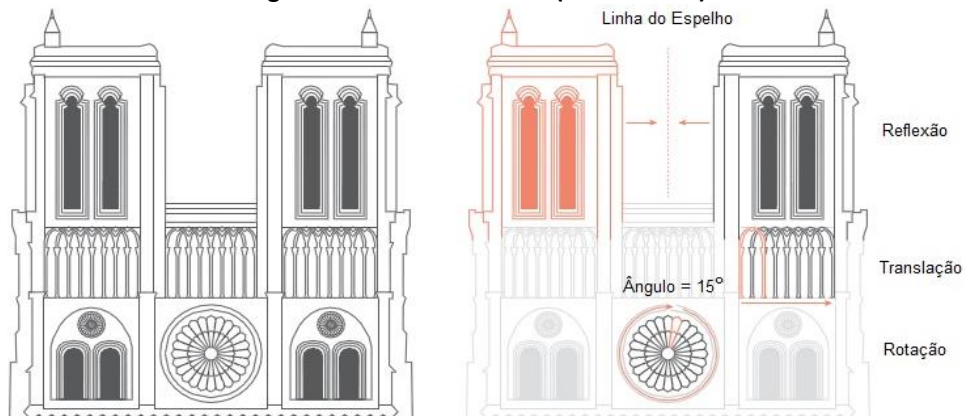 Linha do Espelho
Reflexão
Translação
Ângulo = 15°
Rotação